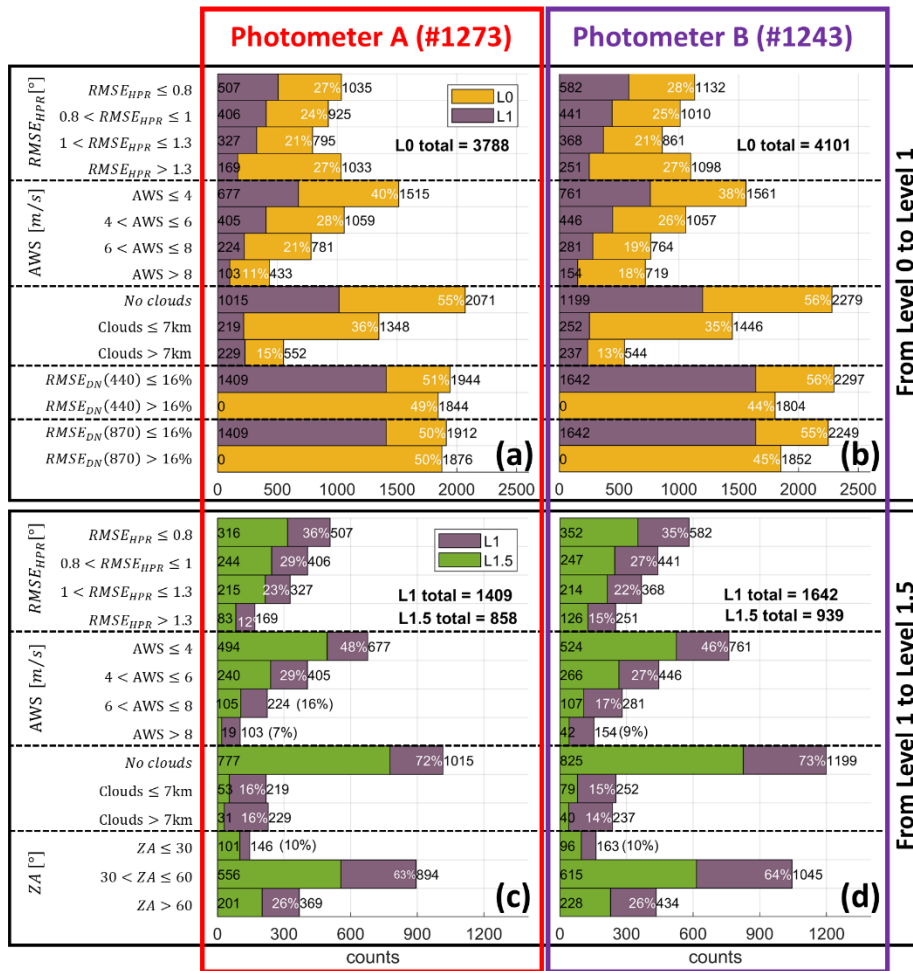 Photometer A (#1273)
Photometer B (#1243)
From Level 0 to Level 1
RMSE_HPR[°]
RMSE_HPR ≤ 0.8
507 27% 1035
582 28% 1132
0.8 < RMSE_HPR ≤ 1
406 24% 925
441 25% 1010
1 < RMSE_HPR ≤ 1.3
327 21% 795
368 21% 861
RMSE_HPR > 1.3
169 27% 1033
251 27% 1098
L0
L1
L0 total = 3788
L0 total = 4101
AWS [m/s]
AWS ≤ 4
677 40% 1515
761 38% 1561
4 < AWS ≤ 6
405 28% 1059
446 26% 1057
6 < AWS ≤ 8
224 21% 781
281 19% 764
AWS > 8
103 11% 433
154 18% 719
No clouds
1015 55% 2071
1199 56% 2279
Clouds ≤ 7km
219 36% 1348
252 35% 1446
Clouds > 7km
229 15% 552
237 13% 544
RMSE_DN(440) ≤ 16%
1409 51% 1944
1642 56% 2297
RMSE_DN(440) > 16%
0 49% 1844
0 44% 1804
RMSE_DN(870) ≤ 16%
1409 50% 1912
1642 55% 2249
RMSE_DN(870) > 16%
0 50% 1876
0 45% 1852
(a)
(b)
0 500 1000 1500 2000 2500
0 500 1000 1500 2000 2500
From Level 1 to Level 1.5
RMSE_HPR[°]
RMSE_HPR ≤ 0.8
316 36% 507
352 35% 582
0.8 < RMSE_HPR ≤ 1
244 29% 406
247 27% 441
1 < RMSE_HPR ≤ 1.3
215 23% 327
214 22% 368
RMSE_HPR > 1.3
83 12% 169
126 15% 251
L1
L1.5
L1 total = 1409
L1.5 total = 858
L1 total = 1642
L1.5 total = 939
AWS [m/s]
AWS ≤ 4
494 48% 677
524 46% 761
4 < AWS ≤ 6
240 29% 405
266 27% 446
6 < AWS ≤ 8
105 224 (16%)
107 17% 281
AWS > 8
19 103 (7%)
42 154 (9%)
No clouds
777 72% 1015
825 73% 1199
Clouds ≤ 7km
53 16% 219
79 15% 252
Clouds > 7km
31 16% 229
40 14% 237
ZA [°]
ZA ≤ 30
101 146 (10%)
96 163 (10%)
30 < ZA ≤ 60
556 63% 894
615 64% 1045
ZA > 60
201 26% 369
228 26% 434
(c)
(d)
0 300 600 900 1200
0 300 600 900 1200
counts
counts